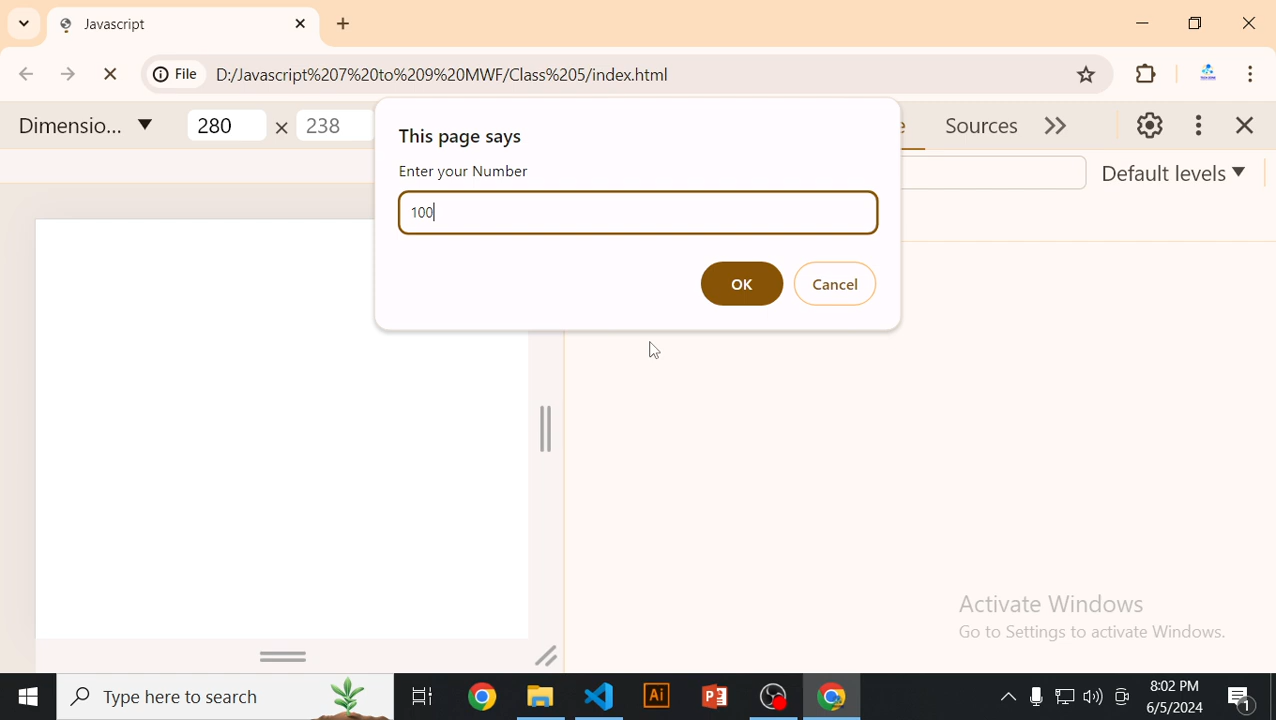 Javascript
File
D:/Javascript%207%20to%209%20MWF/Class%205/index.html
Dimensio...
280
×
238
Sources
Default levels
This page says
Enter your Number
100
OK
Cancel
Activate Windows
Go to Settings to activate Windows.
Type here to search
Ai
8:02 PM
6/5/2024
1